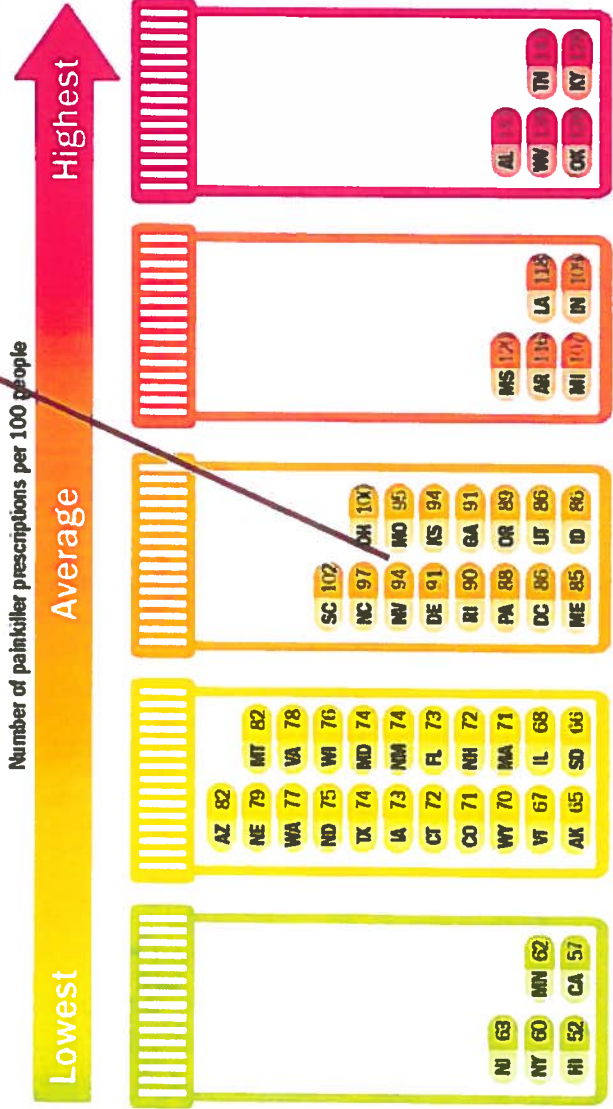 Number of painkiller prescriptions per 100 people
Lowest Average Highest
NJ 63
NY 60 MN 62
HI 52 CA 57
AZ 82
NE 79 MT 82
WA 77 VA 78
ND 75 WI 76
TX 74 MD 74
IA 73 NM 74
CT 72 FL 73
CO 71 NH 72
WY 70 MA 71
VT 67 IL 68
AK 65 SD 66
SC 102
NC 97 OH 100
NV 94 MO 95
DE 91 KS 94
RI 90 GA 91
PA 88 OR 89
DC 86 UT 86
ME 85 ID 86
MS 120
AR 116 LA 118
MI 107 IN 109
AL
WV TN
OK KY